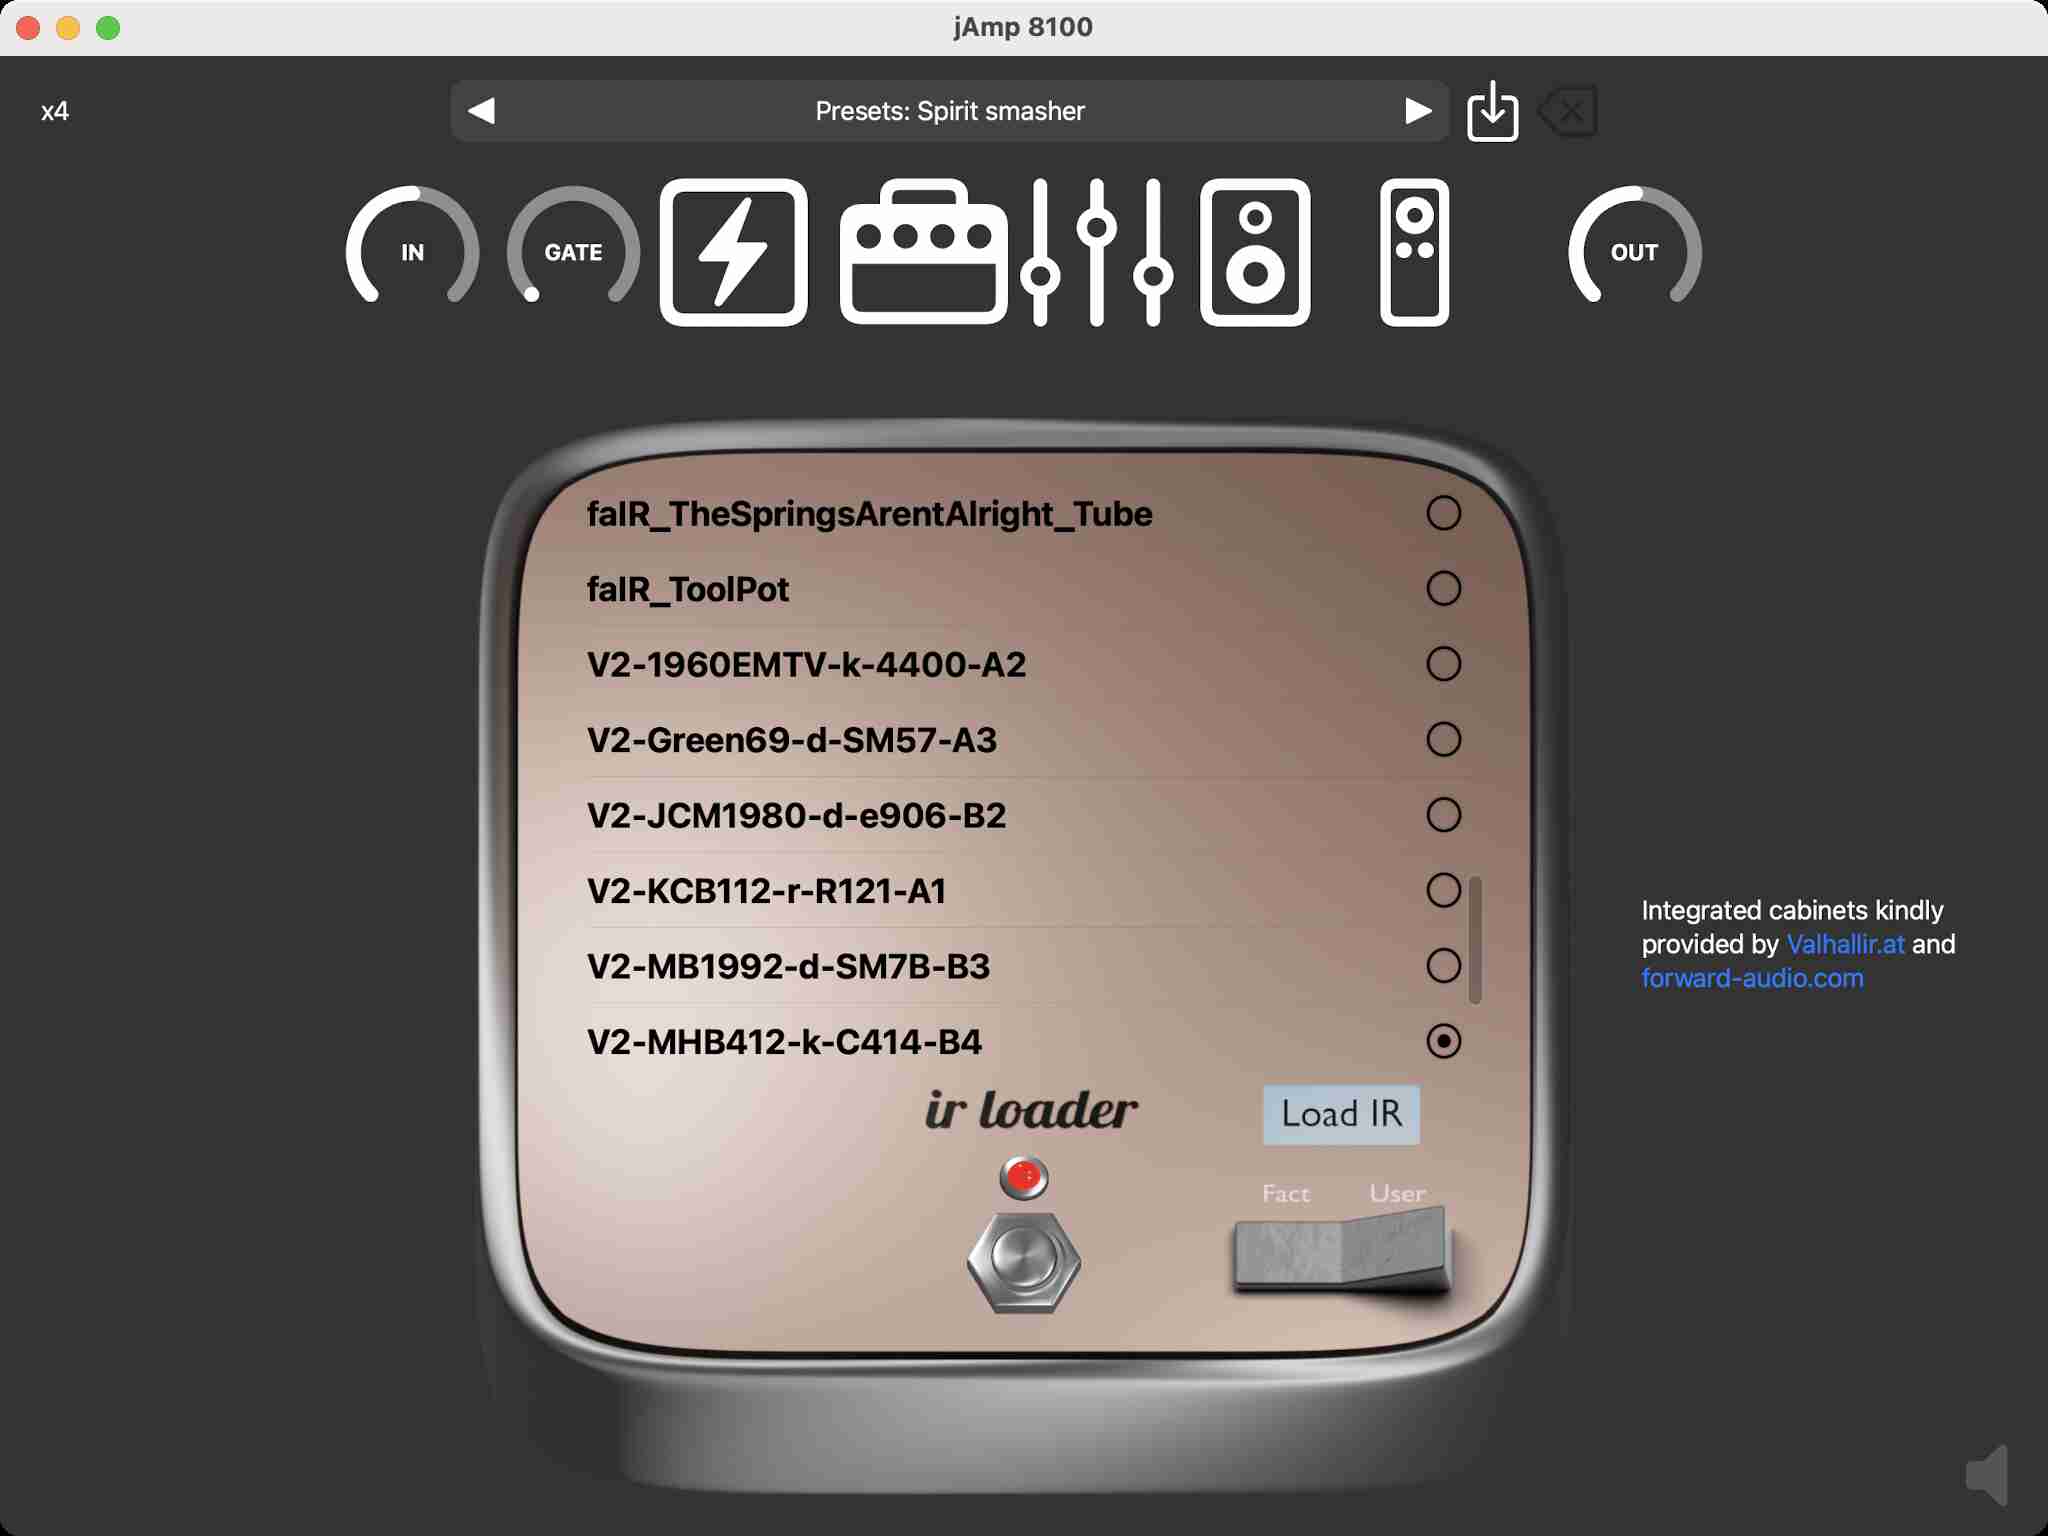 jAmp 8100
x4
Presets: Spirit smasher
IN
GATE
OUT
faIR_TheSpringsArentAlright_Tube
faIR_ToolPot
V2-1960EMTV-k-4400-A2
V2-Green69-d-SM57-A3
V2-JCM1980-d-e906-B2
V2-KCB112-r-R121-A1
V2-MB1992-d-SM7B-B3
V2-MHB412-k-C414-B4
ir loader
Load IR
Fact User
Integrated cabinets kindly
provided by Valhallir.at and
forward-audio.com